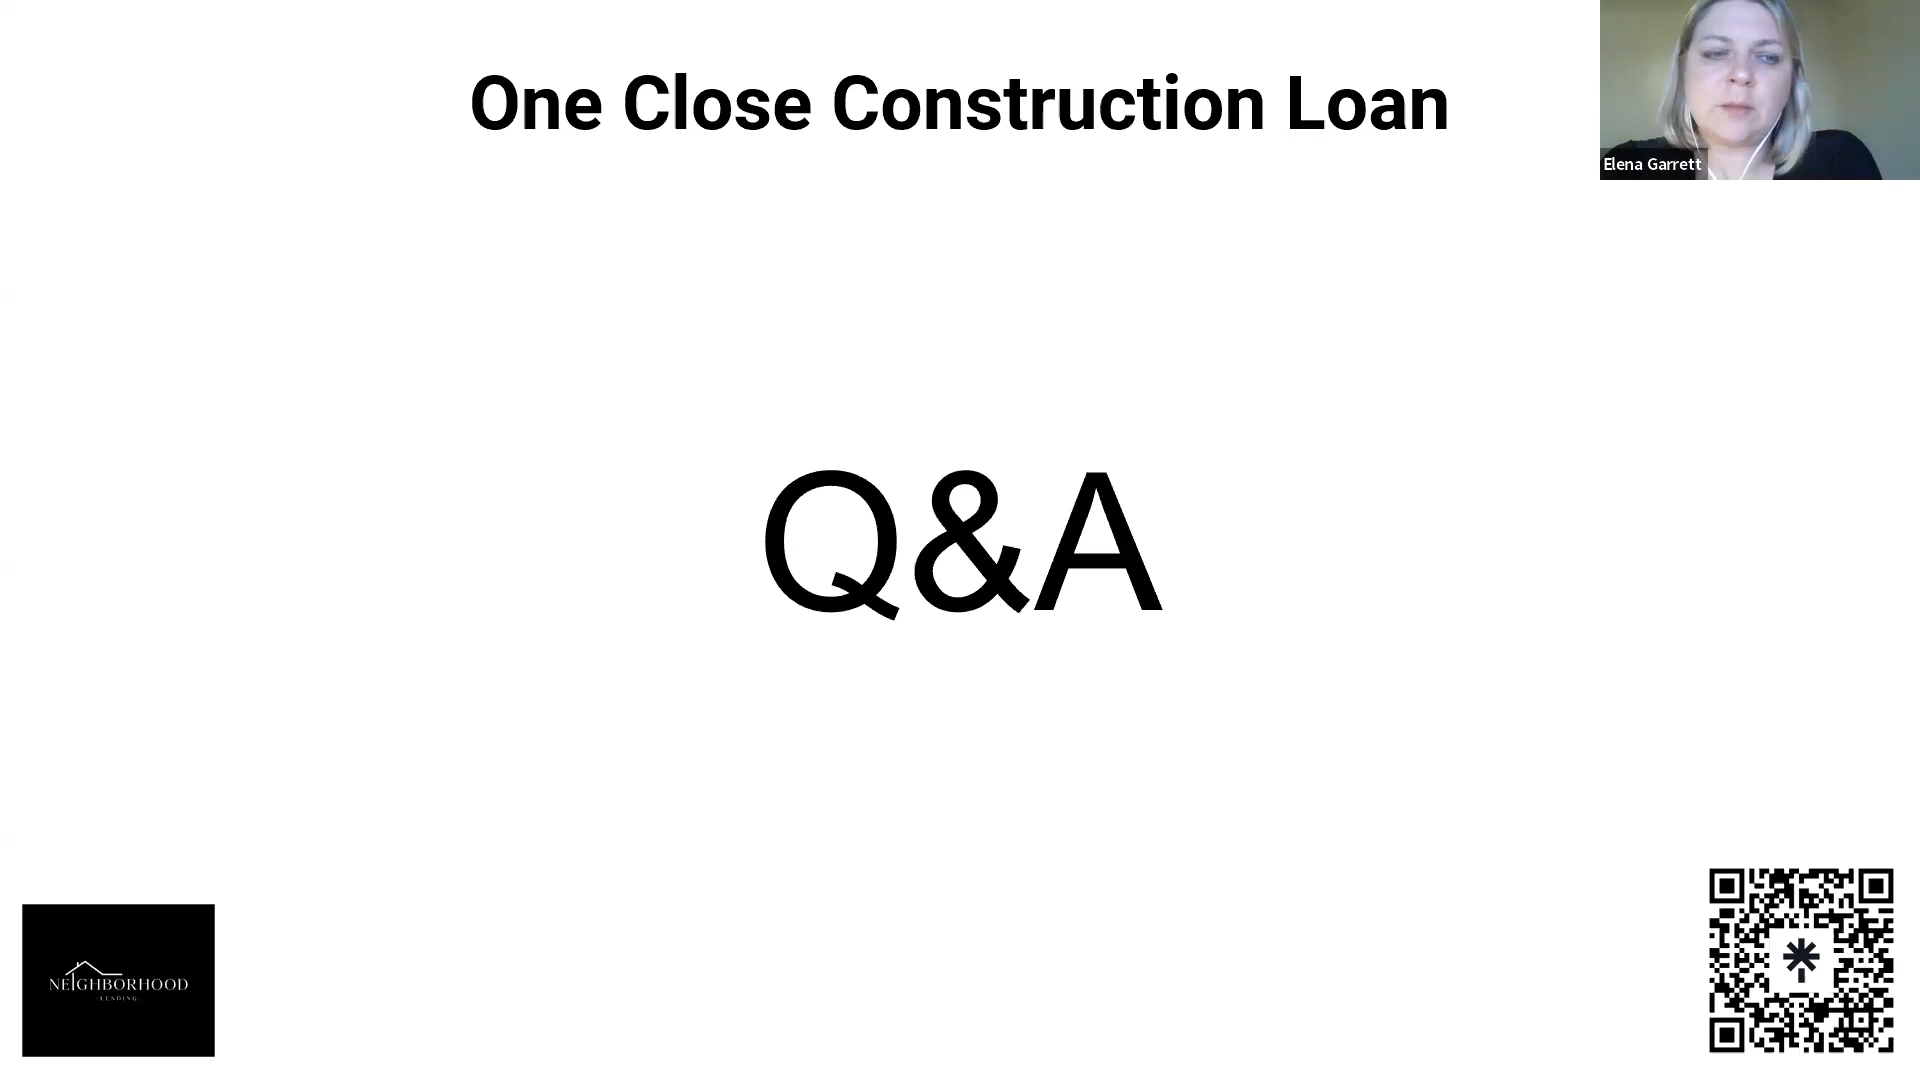 One Close Construction Loan
Elena Garrett
Q&A
NEIGHBORHOOD
LENDING